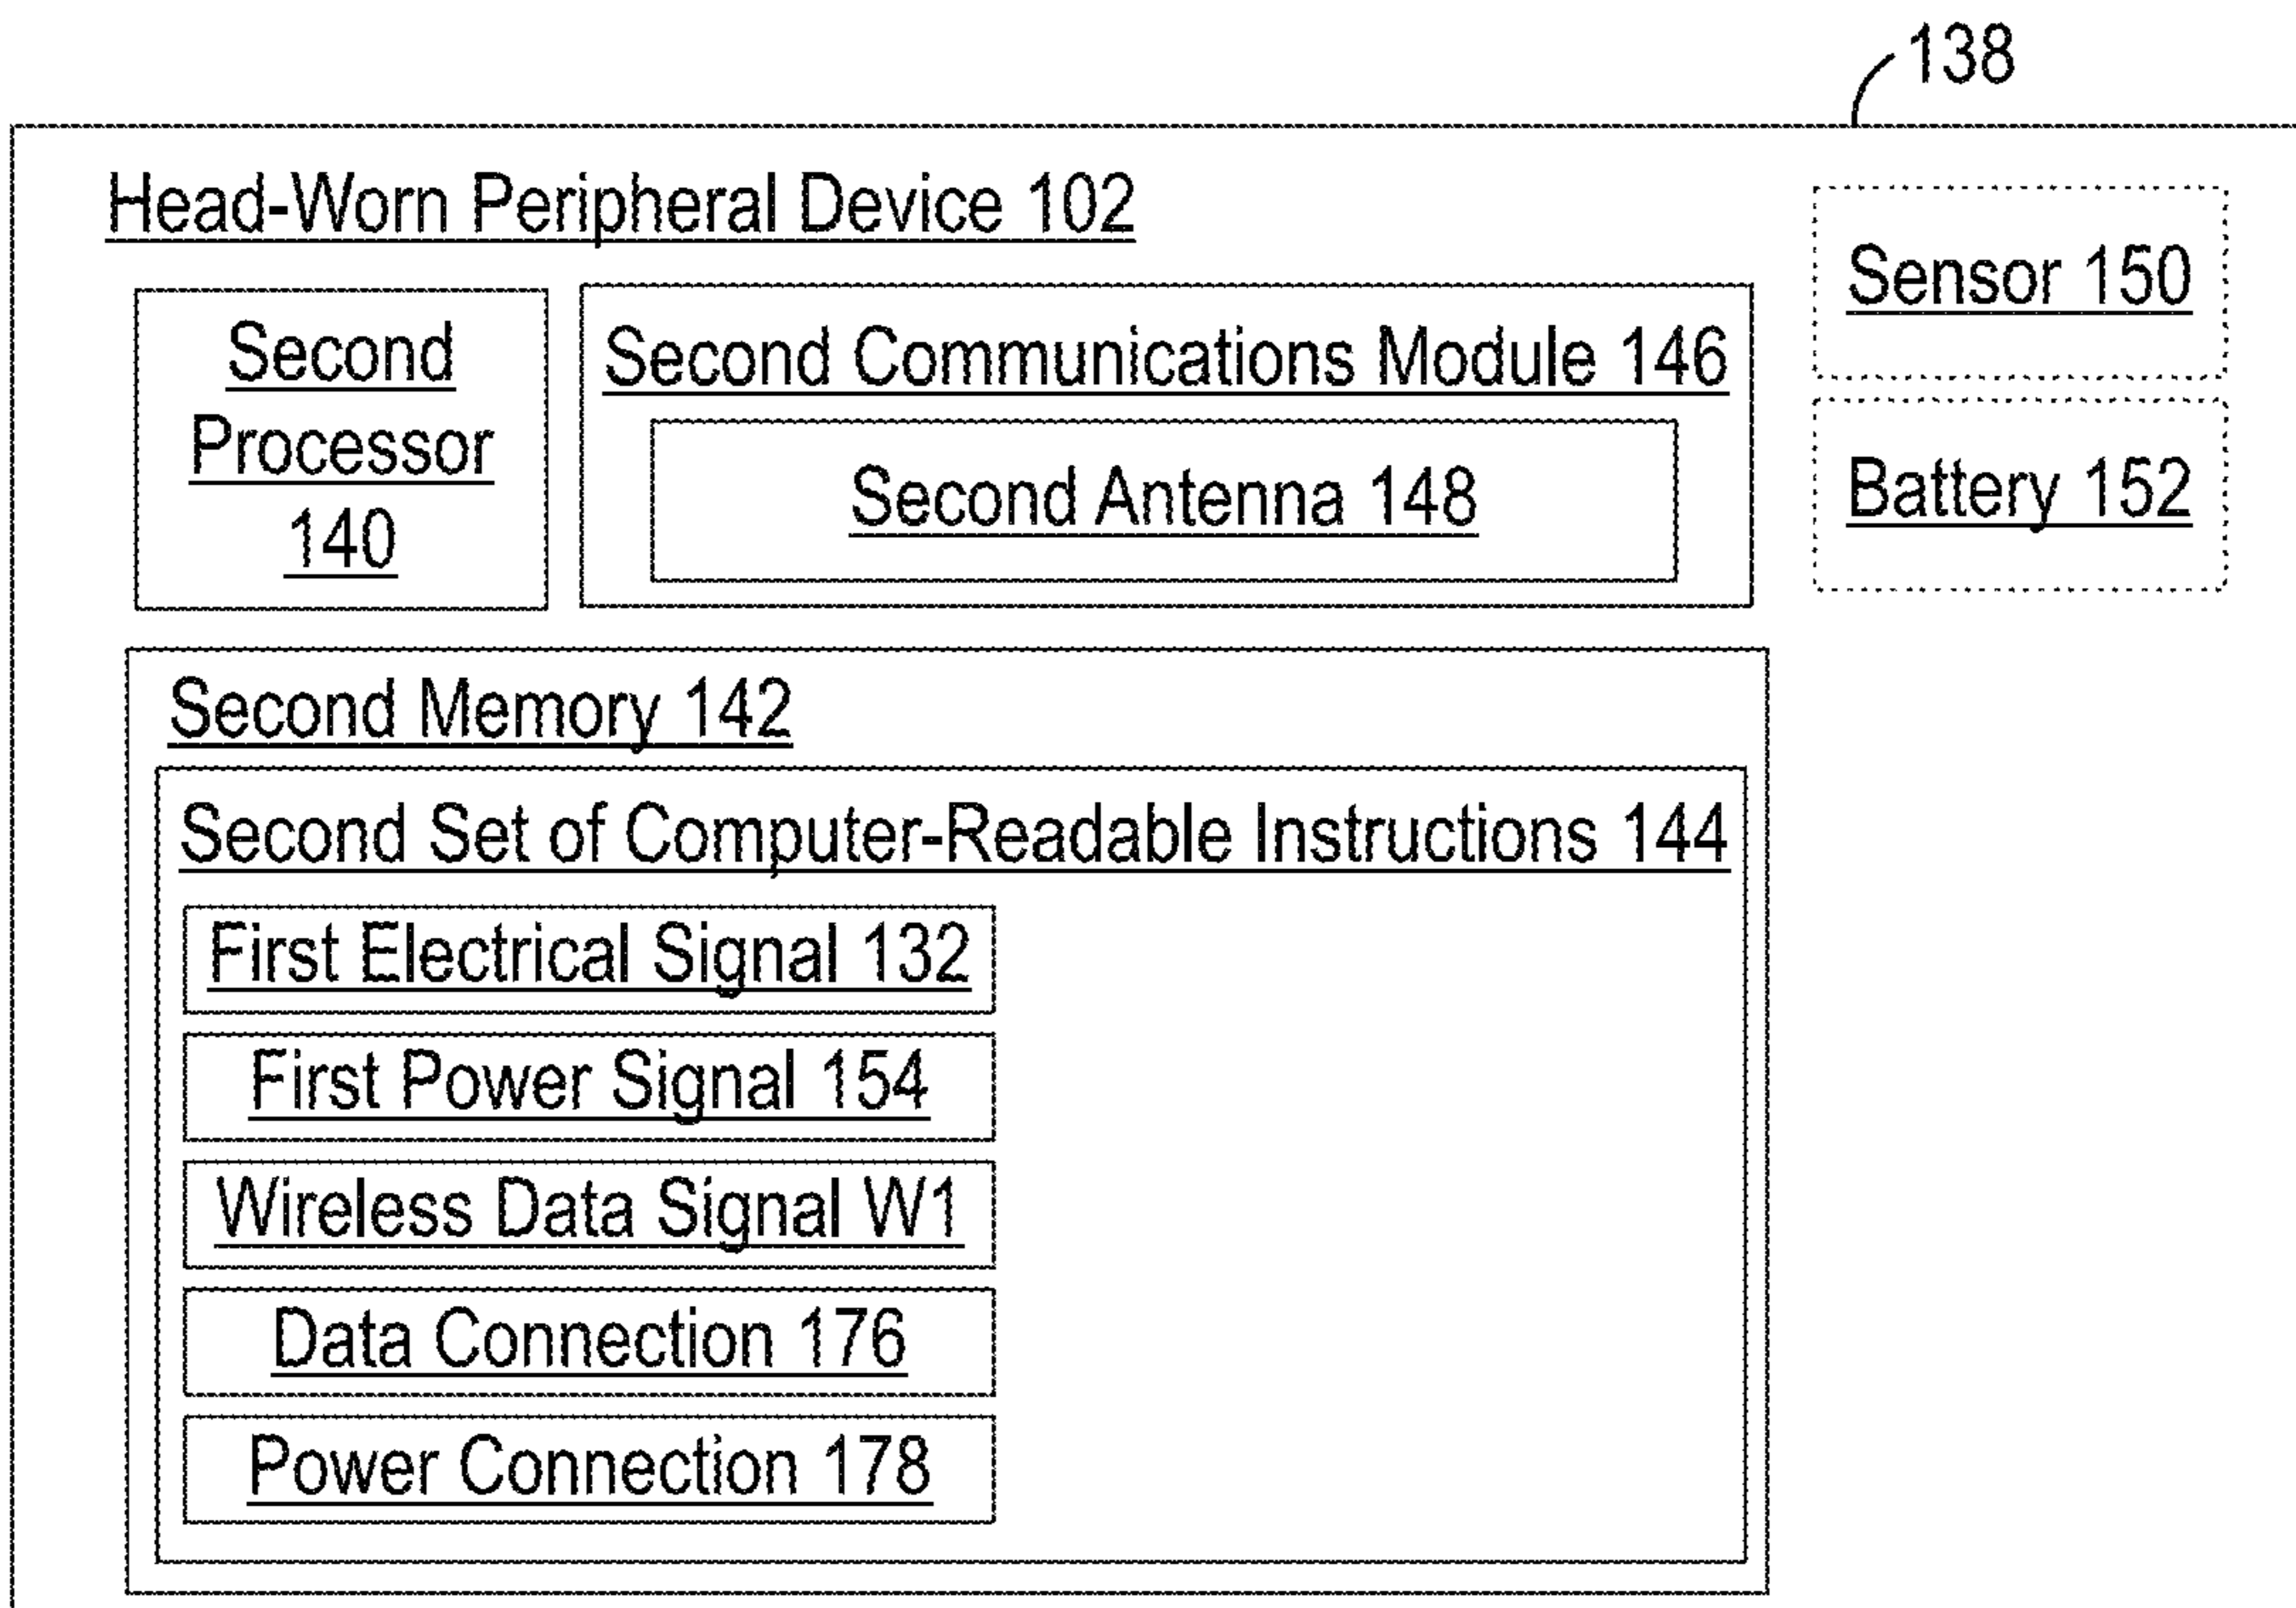 138
Head-Worn Peripheral Device 102
Second
Processor
140
Second Communications Module 146
Second Antenna 148
Sensor 150
Battery 152
Second Memory 142
Second Set of Computer-Readable Instructions 144
First Electrical Signal 132
First Power Signal 154
Wireless Data Signal W1
Data Connection 176
Power Connection 178